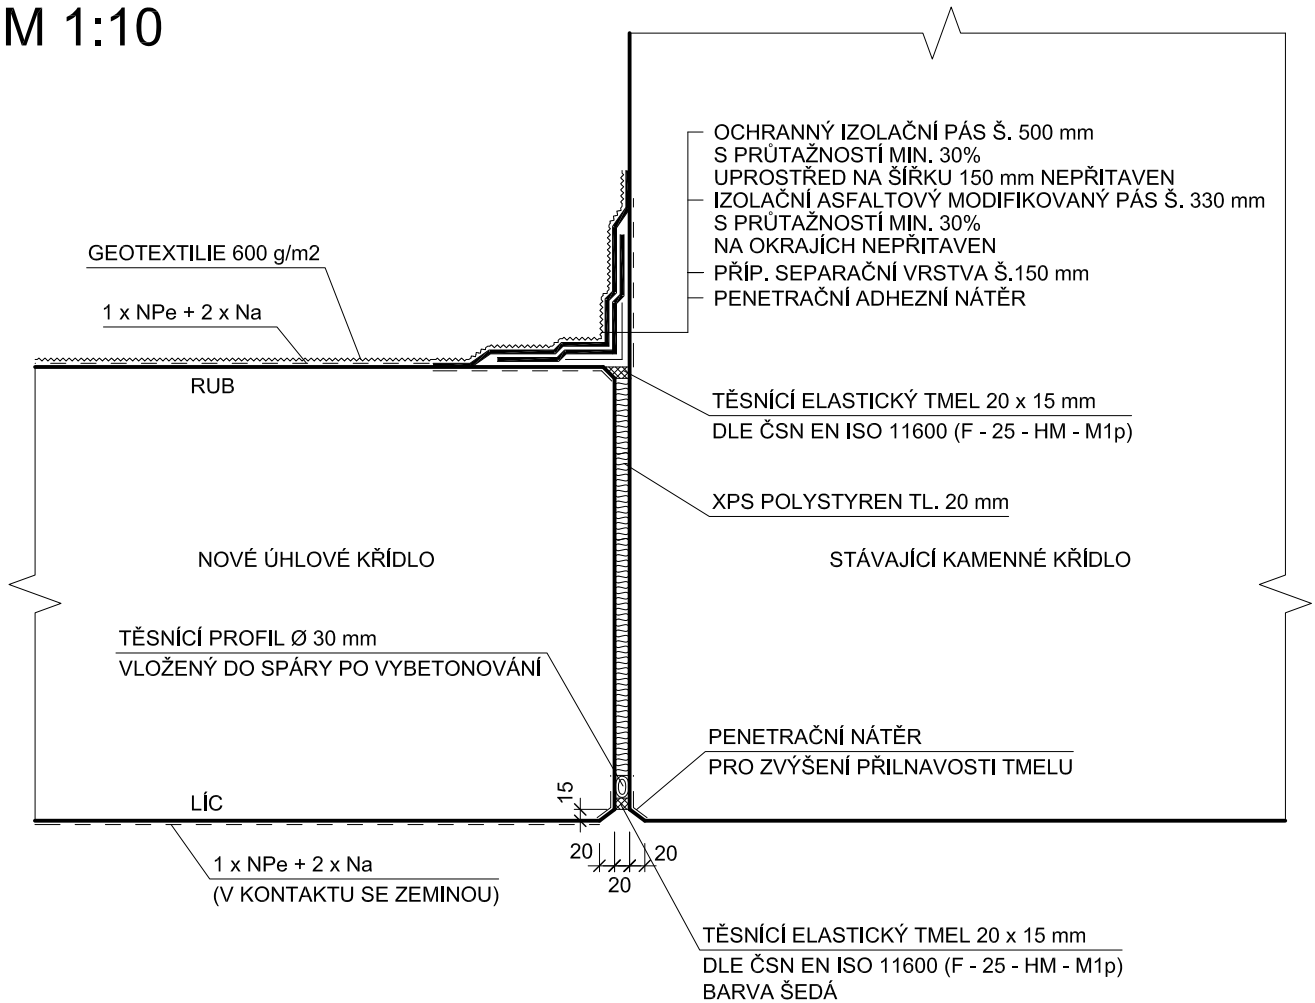 M 1:10
OCHRANNÝ IZOLAČNÍ PÁS Š. 500 mm
S PRŮTAŽNOSTÍ MIN. 30%
UPROSTŘED NA ŠÍŘKU 150 mm NEPŘITAVEN
IZOLAČNÍ ASFALTOVÝ MODIFIKOVANÝ PÁS Š. 330 mm
S PRŮTAŽNOSTÍ MIN. 30%
NA OKRAJÍCH NEPŘITAVEN
PŘÍP. SEPARAČNÍ VRSTVA Š.150 mm
PENETRAČNÍ ADHEZNÍ NÁTĚR
GEOTEXTILIE 600 g/m2
1 x NPe + 2 x Na
RUB
TĚSNÍCÍ ELASTICKÝ TMEL 20 x 15 mm
DLE ČSN EN ISO 11600 (F - 25 - HM - M1p)
XPS POLYSTYREN TL. 20 mm
NOVÉ ÚHLOVÉ KŘÍDLO
STÁVAJÍCÍ KAMENNÉ KŘÍDLO
TĚSNÍCÍ PROFIL Ø 30 mm
VLOŽENÝ DO SPÁRY PO VYBETONOVÁNÍ
PENETRAČNÍ NÁTĚR
PRO ZVÝŠENÍ PŘILNAVOSTI TMELU
15
LÍC
20
20
20
1 x NPe + 2 x Na
(V KONTAKTU SE ZEMINOU)
TĚSNÍCÍ ELASTICKÝ TMEL 20 x 15 mm
DLE ČSN EN ISO 11600 (F - 25 - HM - M1p)
BARVA ŠEDÁ